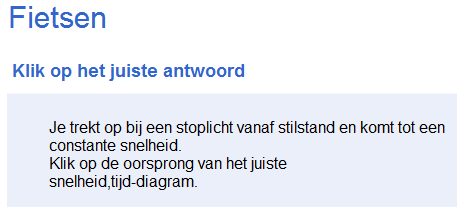 Fietsen
Klik op het juiste antwoord
Je trekt op bij een stoplicht vanaf stilstand en komt tot een
constante snelheid.
Klik op de oorsprong van het juiste
snelheid,tijd-diagram.